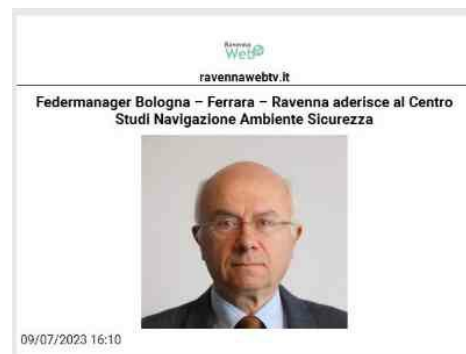 Ravenna
Web
ravennawebtv.it
Federmanager Bologna – Ferrara – Ravenna aderisce al Centro
Studi Navigazione Ambiente Sicurezza
09/07/2023 16:10